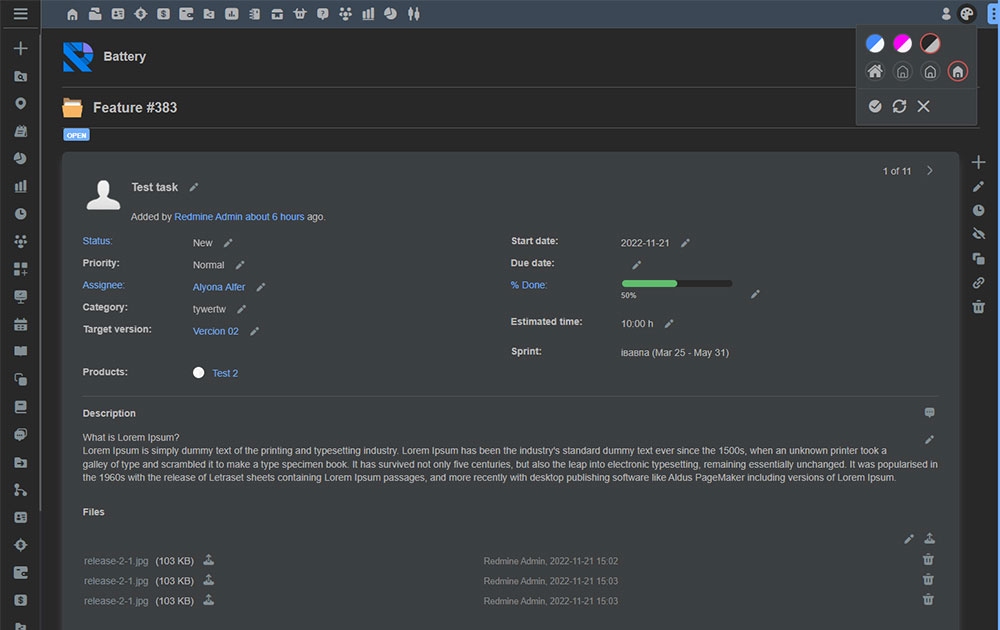 Battery
Feature #383
OPEN
1 of 11
Test task
Added by Redmine Admin about 6 hours ago.
Status: New
Start date: 2022-11-21
Priority: Normal
Due date:
Assignee: Alyona Alfer
% Done: 50%
Category: tywertw
Target version: Vercion 02
Estimated time: 10:00 h
Sprint: івавпа (Mar 25 - May 31)
Products: Test 2
Description
What is Lorem Ipsum?
Lorem Ipsum is simply dummy text of the printing and typesetting industry. Lorem Ipsum has been the industry's standard dummy text ever since the 1500s, when an unknown printer took a
galley of type and scrambled it to make a type specimen book. It has survived not only five centuries, but also the leap into electronic typesetting, remaining essentially unchanged. It was popularised in
the 1960s with the release of Letraset sheets containing Lorem Ipsum passages, and more recently with desktop publishing software like Aldus PageMaker including versions of Lorem Ipsum.
Files
release-2-1.jpg (103 KB) Redmine Admin, 2022-11-21 15:02
release-2-1.jpg (103 KB) Redmine Admin, 2022-11-21 15:03
release-2-1.jpg (103 KB) Redmine Admin, 2022-11-21 15:03